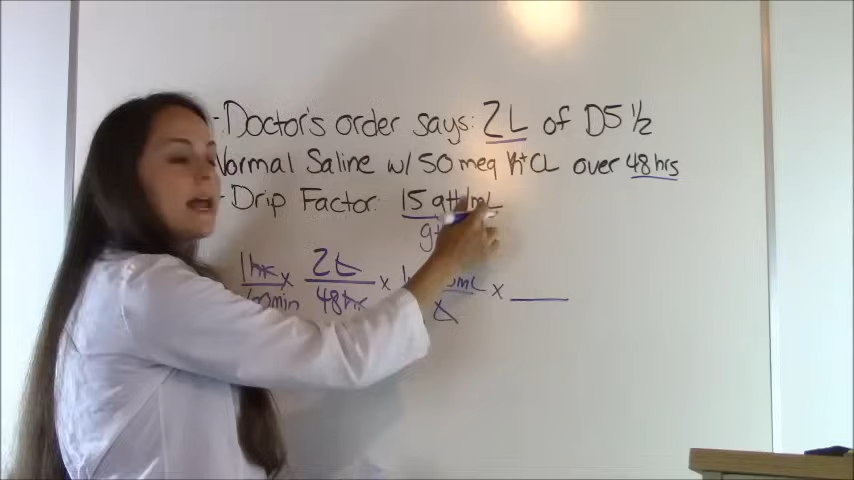 - Doctor's order says: 2L of D5 1/2
Normal Saline w/ 50 meq K+CL over 48 hrs
- Drip Factor: 15 gtt/mL
1hr x 2L x mL x
60min 48hr L